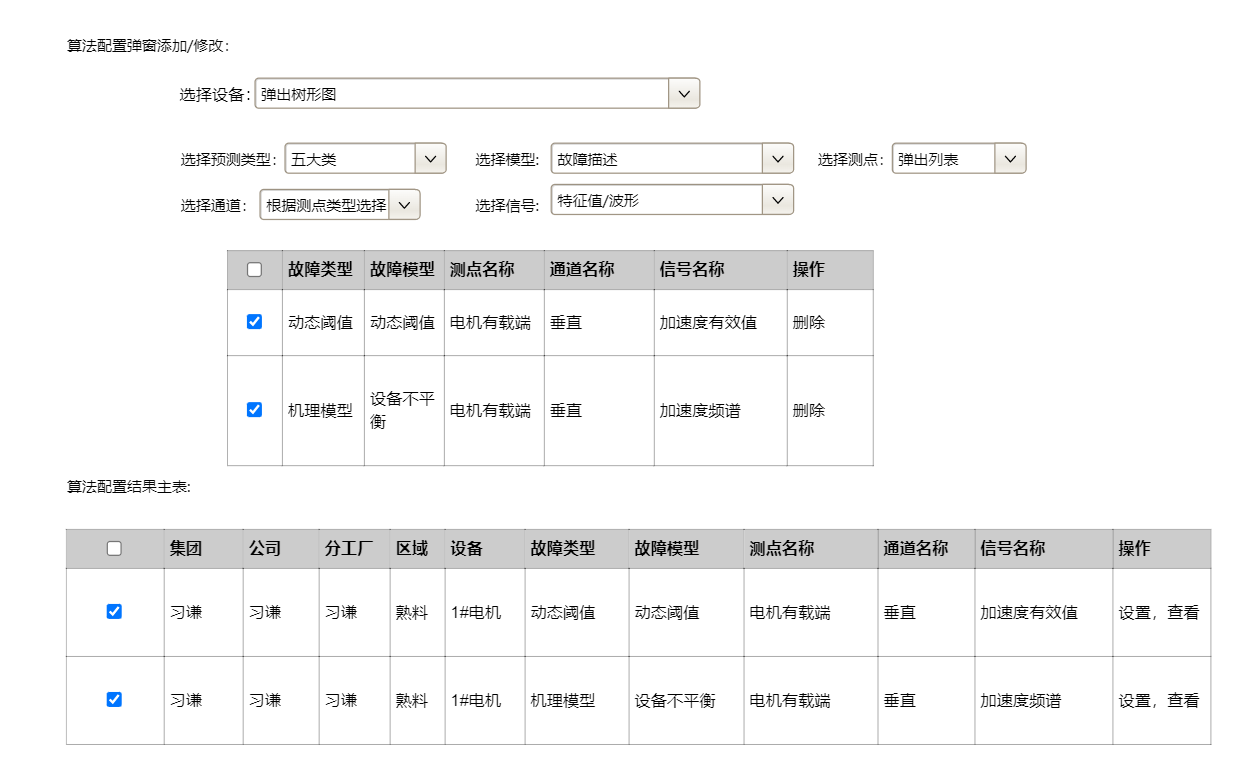 算法配置弹窗添加/修改：
选择设备： 弹出树形图
选择预测类型： 五大类 选择模型： 故障描述 选择测点： 弹出列表
选择通道： 根据测点类型选择 选择信号： 特征值/波形
故障类型 故障模型 测点名称 通道名称 信号名称 操作
动态阈值 动态阈值 电机有载端 垂直 加速度有效值 删除
机理模型 设备不平衡 电机有载端 垂直 加速度频谱 删除
算法配置结果主表:
集团 公司 分工厂 区域 设备 故障类型 故障模型 测点名称 通道名称 信号名称 操作
习谦 习谦 习谦 熟料 1#电机 动态阈值 动态阈值 电机有载端 垂直 加速度有效值 设置，查看
习谦 习谦 习谦 熟料 1#电机 机理模型 设备不平衡 电机有载端 垂直 加速度频谱 设置，查看